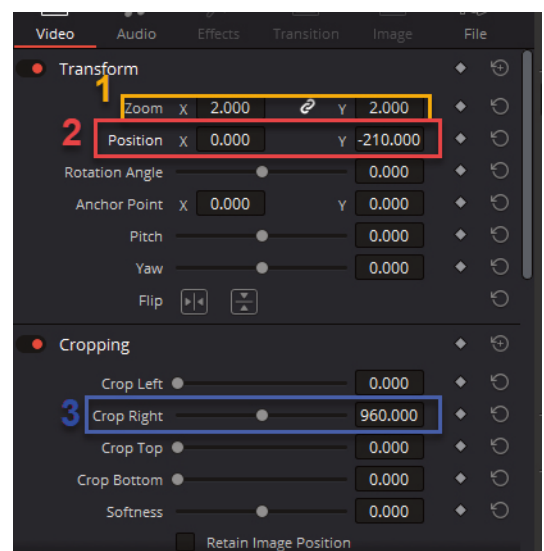 Video Audio Effects Transition Image File
Transform
1
Zoom X 2.000 Y 2.000
2
Position X 0.000 Y -210.000
Rotation Angle 0.000
Anchor Point X 0.000 Y 0.000
Pitch 0.000
Yaw 0.000
Flip
Cropping
Crop Left 0.000
3
Crop Right 960.000
Crop Top 0.000
Crop Bottom 0.000
Softness 0.000
Retain Image Position